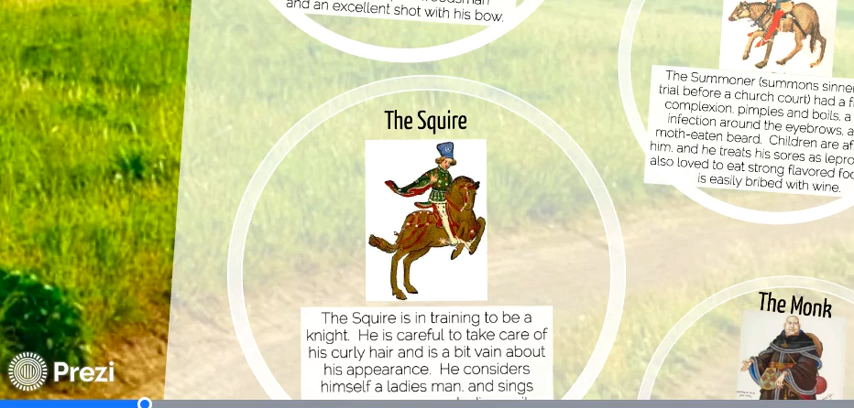 and an excellent shot with his bow.
The Squire
The Squire is in training to be a
knight. He is careful to take care of
his curly hair and is a bit vain about
his appearance. He considers
himself a ladies man, and sings
The Summoner (summons
trial before a church court) had a
complexion, pimples and boils, a
infection around the eyebrows, a
moth-eaten beard. Children are
him, and he treats his sores as
also loved to eat strong flavored
is easily bribed with wine.
The Monk
Prezi